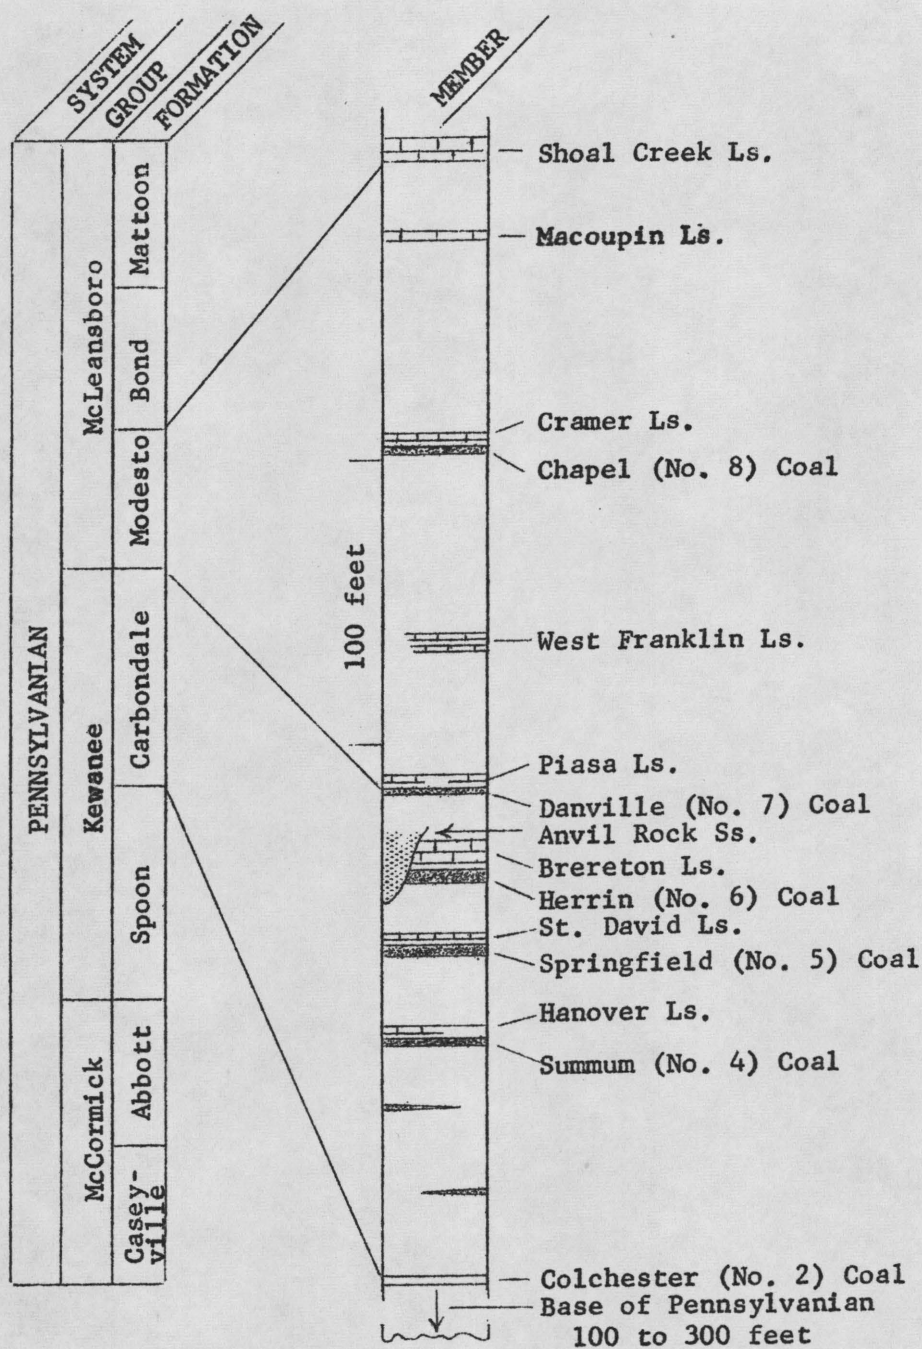 SYSTEM
GROUP
FORMATION
MEMBER
PENNSYLVANIAN
McLeansboro
Kewanee
McCormick
Mattoon
Bond
Modesto
Carbondale
Spoon
Abbott
Casey-
ville
100 feet
Shoal Creek Ls.
Macoupin Ls.
Cramer Ls.
Chapel (No. 8) Coal
West Franklin Ls.
Piasa Ls.
Danville (No. 7) Coal
Anvil Rock Ss.
Brereton Ls.
Herrin (No. 6) Coal
St. David Ls.
Springfield (No. 5) Coal
Hanover Ls.
Summum (No. 4) Coal
Colchester (No. 2) Coal
Base of Pennsylvanian
100 to 300 feet